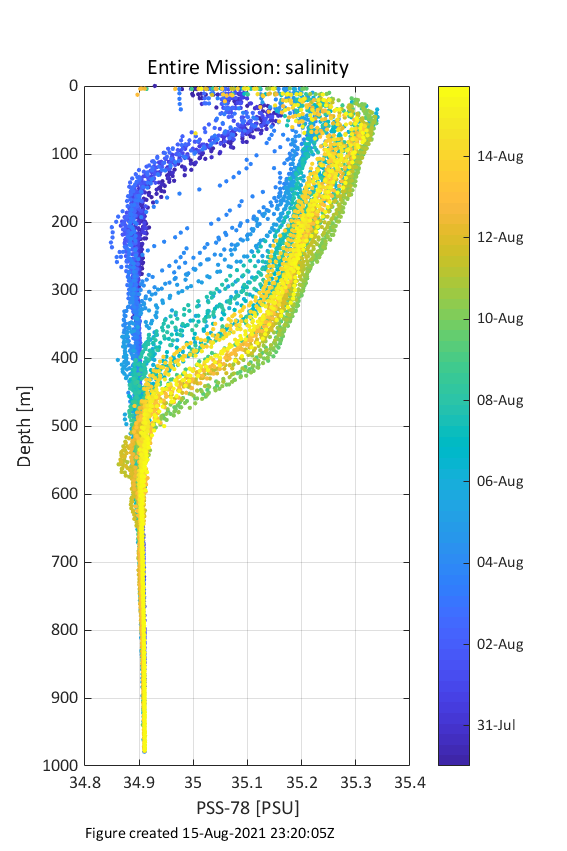 Entire Mission: salinity
0
100
200
300
400
500
600
700
800
900
1000
Depth [m]
34.8 34.9 35 35.1 35.2 35.3 35.4
PSS-78 [PSU]
14-Aug
12-Aug
10-Aug
08-Aug
06-Aug
04-Aug
02-Aug
31-Jul
Figure created 15-Aug-2021 23:20:05Z